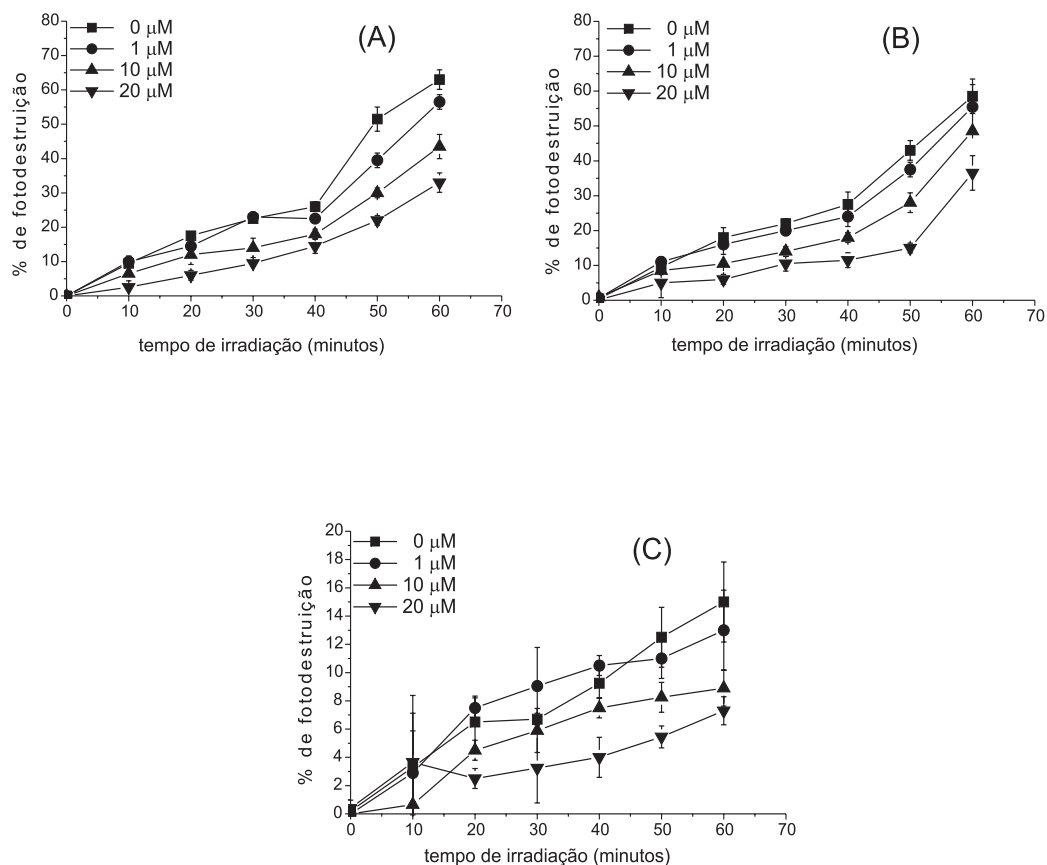 (A)
0 μM
1 μM
10 μM
20 μM
% de fotodestruição
80
70
60
50
40
30
20
10
0
0 10 20 30 40 50 60 70
tempo de irradiação (minutos)
(B)
0 μM
1 μM
10 μM
20 μM
% de fotodestruição
80
70
60
50
40
30
20
10
0
0 10 20 30 40 50 60 70
tempo de irradiação (minutos)
(C)
0 μM
1 μM
10 μM
20 μM
% de fotodestruição
20
18
16
14
12
10
8
6
4
2
0
0 10 20 30 40 50 60 70
tempo de irradiação (minutos)